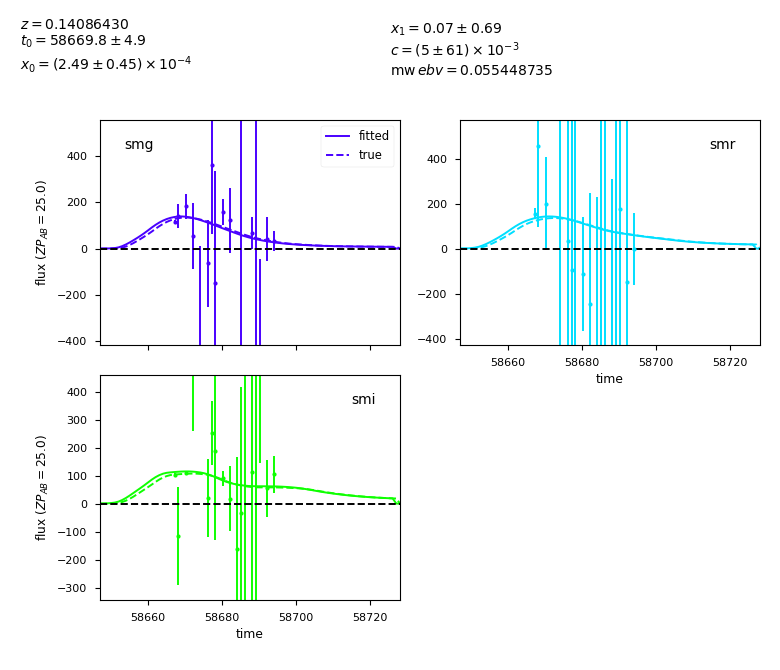 z = 0.14086430
t₀ = 58669.8 ± 4.9
x₀ = (2.49 ± 0.45) × 10⁻⁴
x₁ = 0.07 ± 0.69
c = (5 ± 61) × 10⁻³
mwebv = 0.055448735
smg
fitted
true
400
200
0
−200
−400
flux (ZP_AB = 25.0)
smr
400
200
0
−200
−400
58660 58680 58700 58720
time
smi
400
300
200
100
0
−100
−200
−300
flux (ZP_AB = 25.0)
58660 58680 58700 58720
time